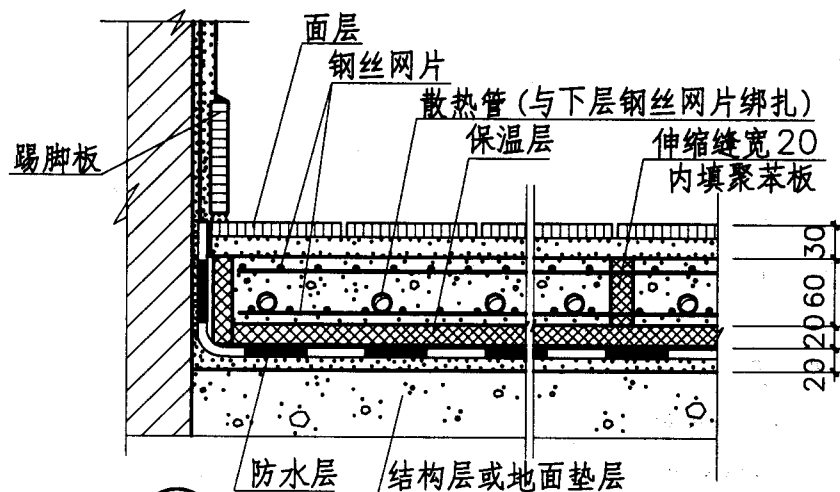 面层
钢丝网片
散热管(与下层钢丝网片绑扎)
保温层
伸缩缝宽20
内填聚苯板
踢脚板
30
60
20
20
防水层
结构层或地面垫层